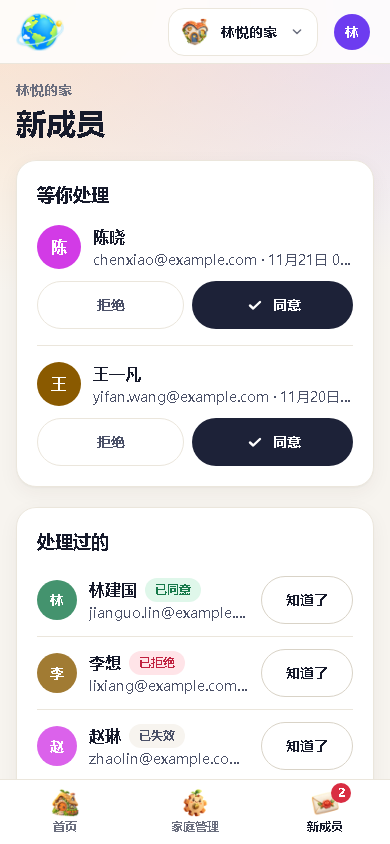 林悦的家
林
林悦的家
新成员
等你处理
陈
陈晓
chenxiao@example.com · 11月21日 0...
拒绝
同意
王
王一凡
yifan.wang@example.com · 11月20日...
拒绝
同意
处理过的
林
林建国
已同意
jianguo.lin@example....
知道了
李
李想
已拒绝
lixiang@example.com...
知道了
赵
赵琳
已失效
zhaolin@example.co...
知道了
首页
家庭管理
2
新成员